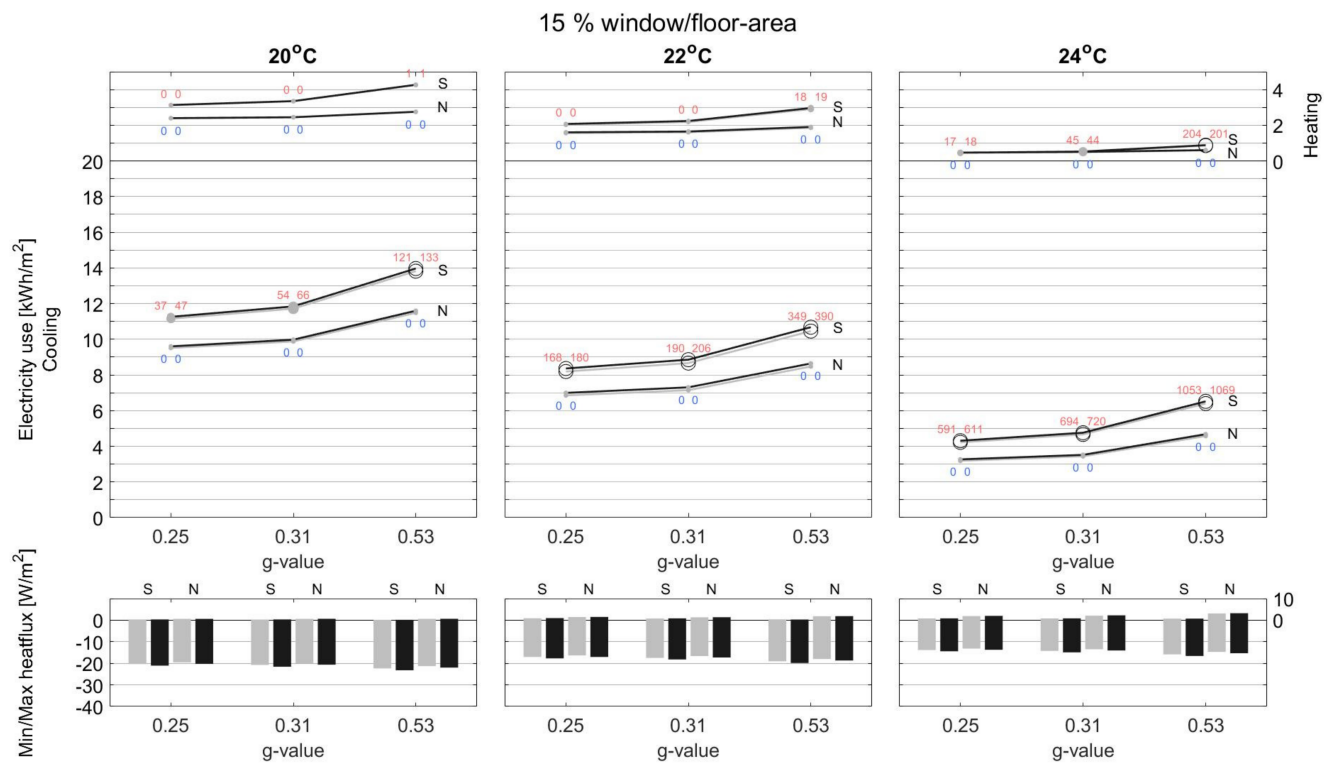 15 % window/floor-area
20°C 22°C 24°C
0 0 0 0 1 1 S
N
0 0 0 0 0 0
0 0 0 0 18 19 S
N
0 0 0 0 0 0
17 18 45 44 204 201 S
N
0 0 0 0 0 0
4
2
0
Heating
Electricity use [kWh/m²]
Cooling
20
18
16
14
12
10
8
6
4
2
0
37 47 54 66 121 133 S
N
0 0 0 0 0 0
168 180 190 206 349 390 S
N
0 0 0 0 0 0
591 611 694 720 1053 1069 S
N
0 0 0 0 0 0
0.25 0.31 0.53 0.25 0.31 0.53 0.25 0.31 0.53
g-value g-value g-value
Min/Max heatflux [W/m²]
S N S N S N S N S N S N S N S N S N
0
-10
-20
-30
-40
10
0
0.25 0.31 0.53 0.25 0.31 0.53 0.25 0.31 0.53
g-value g-value g-value